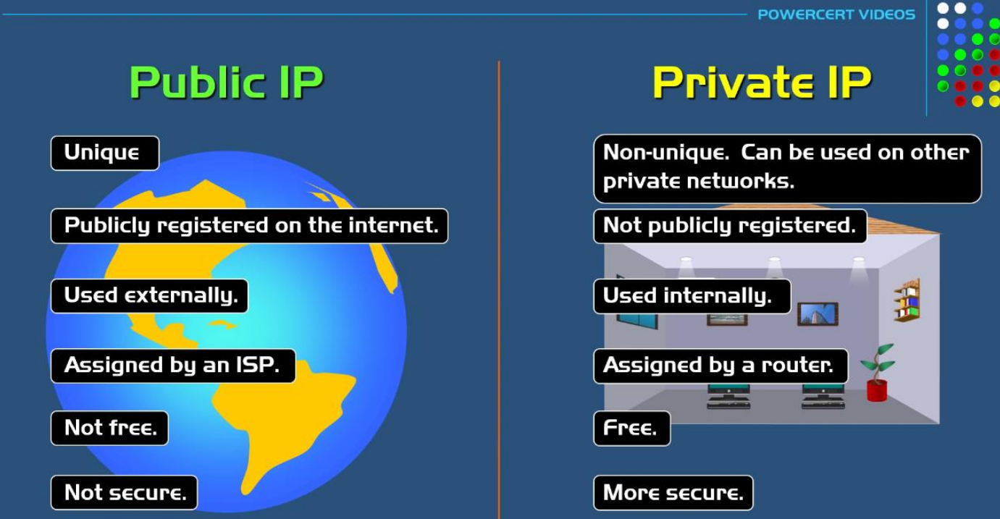 POWERCERT VIDEOS
Public IP
Unique
Publicly registered on the internet.
Used externally.
Assigned by an ISP.
Not free.
Not secure.
Private IP
Non-unique. Can be used on other
private networks.
Not publicly registered.
Used internally.
Assigned by a router.
Free.
More secure.